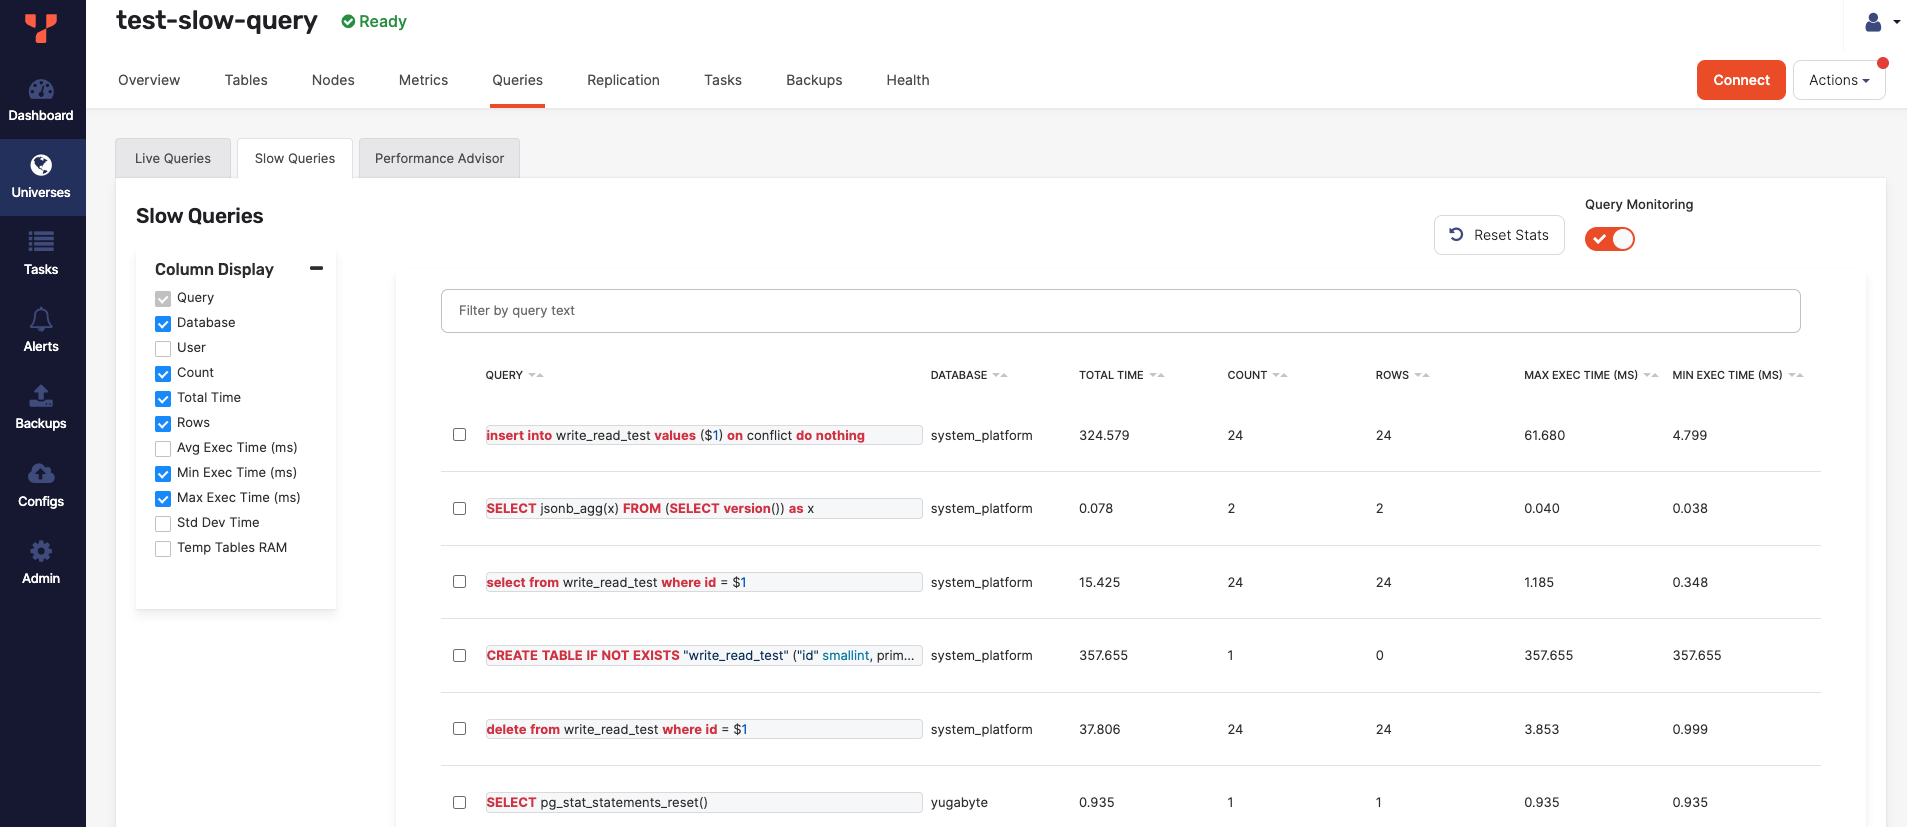 test-slow-query Ready
Overview Tables Nodes Metrics Queries Replication Tasks Backups Health
Connect Actions
Dashboard
Universes
Tasks
Alerts
Backups
Configs
Admin
Live Queries Slow Queries Performance Advisor
Slow Queries
Reset Stats
Query Monitoring
Column Display
Query
Database
User
Count
Total Time
Rows
Avg Exec Time (ms)
Min Exec Time (ms)
Max Exec Time (ms)
Std Dev Time
Temp Tables RAM
Filter by query text
QUERY DATABASE TOTAL TIME COUNT ROWS MAX EXEC TIME (MS) MIN EXEC TIME (MS)
insert into write_read_test values ($1) on conflict do nothing system_platform 324.579 24 24 61.680 4.799
SELECT jsonb_agg(x) FROM (SELECT version()) as x system_platform 0.078 2 2 0.040 0.038
select from write_read_test where id = $1 system_platform 15.425 24 24 1.185 0.348
CREATE TABLE IF NOT EXISTS "write_read_test" ("id" smallint, prim... system_platform 357.655 1 0 357.655 357.655
delete from write_read_test where id = $1 system_platform 37.806 24 24 3.853 0.999
SELECT pg_stat_statements_reset() yugabyte 0.935 1 1 0.935 0.935